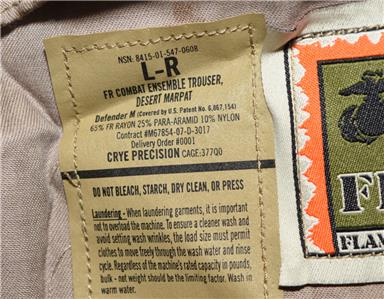 NSN: 8415-01-547-0608
L-R
FR COMBAT ENSEMBLE TROUSER,
DESERT MARPAT
Defender M (Covered by U.S. Patent No. 6,867,154)
65% FR RAYON 25% PARA-ARAMID 10% NYLON
Contract #M67854-07-D-3017
Delivery Order #0001
CRYE PRECISION CAGE:377Q0
DO NOT BLEACH, STARCH, DRY CLEAN, OR PRESS
Laundering - When laundering garments, it is important
not to overload the machine. To ensure a cleaner wash and
avoid setting wash wrinkles, the load size must permit
clothes to move freely through the wash water and rinse
cycle. Regardless of the machine's rated capacity in pounds,
bulk - not weight should be the limiting factor. Wash in
warm water.
F
FLAM